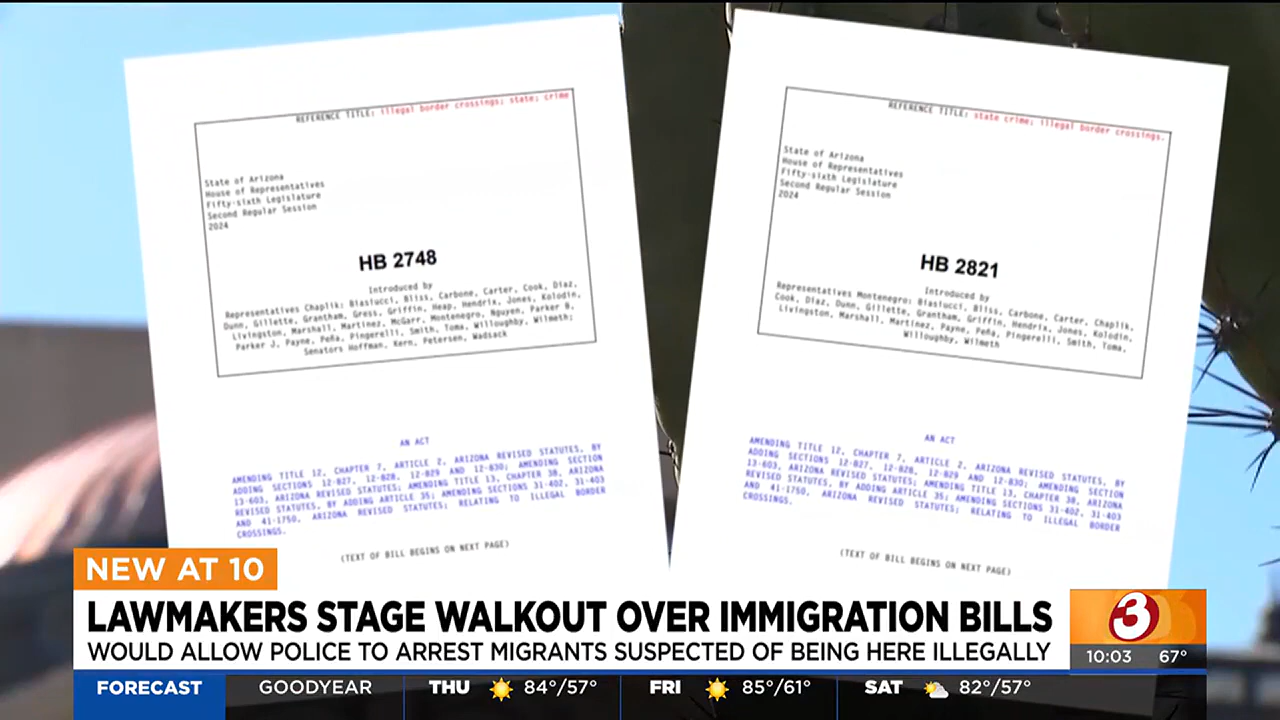 REFERENCE TITLE: illegal border crossings; state; crime
State of Arizona
House of Representatives
Fifty-sixth Legislature
Second Regular Session
2024
HB 2748
Introduced by
Representatives Chaplik: Biasiucci, Bliss, Carbone, Carter, Cook, Diaz,
Dunn, Gillette, Grantham, Gress, Griffin, Heap, Hendrix, Jones, Kolodin,
Livingston, Marshall, Martinez, McGarr, Montenegro, Nguyen, Parker B,
Parker J, Payne, Peña, Pingerelli, Smith, Toma, Willoughby, Wilmeth;
Senators Hoffman, Kern, Petersen, Wadsack
AN ACT
AMENDING TITLE 12, CHAPTER 7, ARTICLE 2, ARIZONA REVISED STATUTES, BY
ADDING SECTIONS 12-827, 12-828, 12-829 AND 12-830; AMENDING SECTION
13-603, ARIZONA REVISED STATUTES; AMENDING TITLE 13, CHAPTER 38, ARIZONA
REVISED STATUTES, BY ADDING ARTICLE 35; AMENDING SECTIONS 31-402, 31-403
AND 41-1750, ARIZONA REVISED STATUTES; RELATING TO ILLEGAL BORDER
CROSSINGS.
(TEXT OF BILL BEGINS ON NEXT PAGE)
REFERENCE TITLE: state crime; illegal border crossings.
State of Arizona
House of Representatives
Fifty-sixth Legislature
Second Regular Session
2024
HB 2821
Introduced by
Representatives Montenegro: Biasiucci, Bliss, Carbone, Carter, Chaplik,
Cook, Diaz, Dunn, Gillette, Grantham, Griffin, Hendrix, Jones, Kolodin,
Livingston, Marshall, Martinez, Payne, Peña, Pingerelli, Smith, Toma,
Willoughby, Wilmeth
AN ACT
AMENDING TITLE 12, CHAPTER 7, ARTICLE 2, ARIZONA REVISED STATUTES, BY
ADDING SECTIONS 12-827, 12-828, 12-829 AND 12-830; AMENDING SECTION
13-603, ARIZONA REVISED STATUTES; AMENDING TITLE 13, CHAPTER 38, ARIZONA
REVISED STATUTES, BY ADDING ARTICLE 35; AMENDING SECTIONS 31-402, 31-403
AND 41-1750, ARIZONA REVISED STATUTES; RELATING TO ILLEGAL BORDER
CROSSINGS.
(TEXT OF BILL BEGINS ON NEXT PAGE)
NEW AT 10
LAWMAKERS STAGE WALKOUT OVER IMMIGRATION BILLS
WOULD ALLOW POLICE TO ARREST MIGRANTS SUSPECTED OF BEING HERE ILLEGALLY
3
10:03 67°
FORECAST GOODYEAR THU 84°/57° FRI 85°/61° SAT 82°/57°